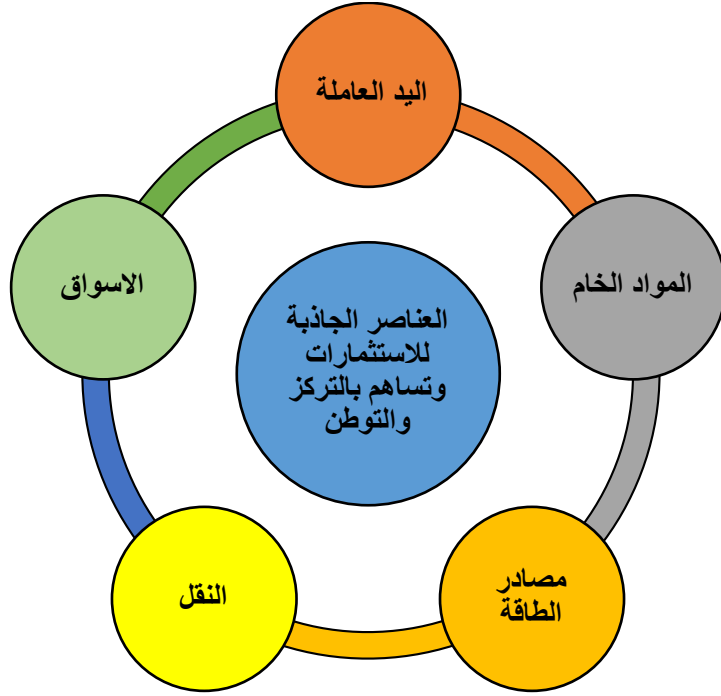 اليد العاملة
المواد الخام
الاسواق
العناصر الجاذبة
للاستثمارات
وتساهم بالتركز
والتوطن
مصادر
الطاقة
النقل